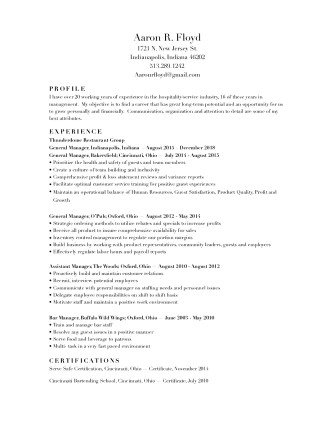 Aaron R. Floyd
1721 N. New Jersey St.
Indianapolis, Indiana 46202
513.289.1242
Aaronrfloyd@gmail.com
PROFILE
I have over 20 working years of experience in the hospitality/service industry, 16 of these years in
management. My objective is to find a career that has great long-term potential and an opportunity for me
to grow personally and financially. Communication, organization and attention to detail are some of my
best attributes.
EXPERIENCE
Thunderdome Restaurant Group
General Manager, Indianapolis, Indiana — August 2015 - December 2018
General Manager, Bakersfield, Cincinnati, Ohio — July 2014 - August 2015
• Prioritize the health and safety of guests and team members
• Create a culture of team building and inclusivity
• Comprehensive profit & loss statement reviews and variance reports
• Facilitate optimal customer service training for positive guest experiences
• Maintain an operational balance of Human Resources, Guest Satisfaction, Product Quality, Profit and
Growth
General Manager, O'Pub; Oxford, Ohio — August 2012 - May 2014
• Strategic ordering methods to utilize rebates and specials to increase profits
• Receive all product to insure comprehensive availability for sales
• Inventory control management to regulate our portion margins
• Build business by working with product representatives, community leaders, guests and employees
• Effectively regulate labor hours and payroll reports
Assistant Manager, The Woods; Oxford, Ohio — August 2010 - August 2012
• Proactively build and maintain customer relations
• Recruit, interview potential employees
• Communicate with general manager on staffing needs and personnel issues
• Delegate employee responsibilities on shift to shift basis
• Motivate staff and maintain a positive work environment
Bar Manager, Buffalo Wild Wings; Oxford, Ohio — June 2005 - May 2010
• Train and manage bar staff
• Resolve any guest issues in a positive manner
• Serve food and beverage to patrons
• Multi-task in a very fast paced environment
CERTIFICATIONS
Serve Safe Certification, Cincinnati, Ohio — Certificate, November 2014
Cincinnati Bartending School, Cincinnati, Ohio — Certificate, July 2010